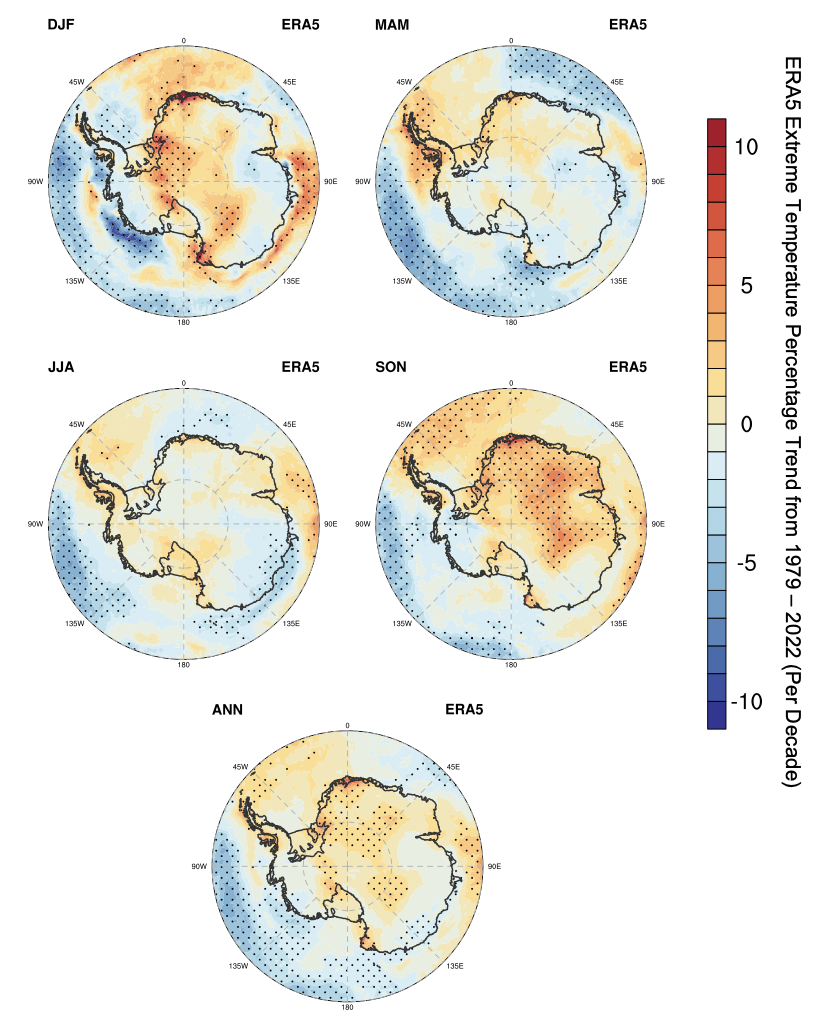 DJF ERA5
0
45W 45E
90W 90E
135W 135E
180
MAM ERA5
0
45W 45E
90W 90E
135W 135E
180
JJA ERA5
0
45W 45E
90W 90E
135W 135E
180
SON ERA5
0
45W 45E
90W 90E
135W 135E
180
ANN ERA5
0
45W 45E
90W 90E
135W 135E
180
10
5
0
-5
-10
ERA5 Extreme Temperature Percentage Trend from 1979 – 2022 (Per Decade)